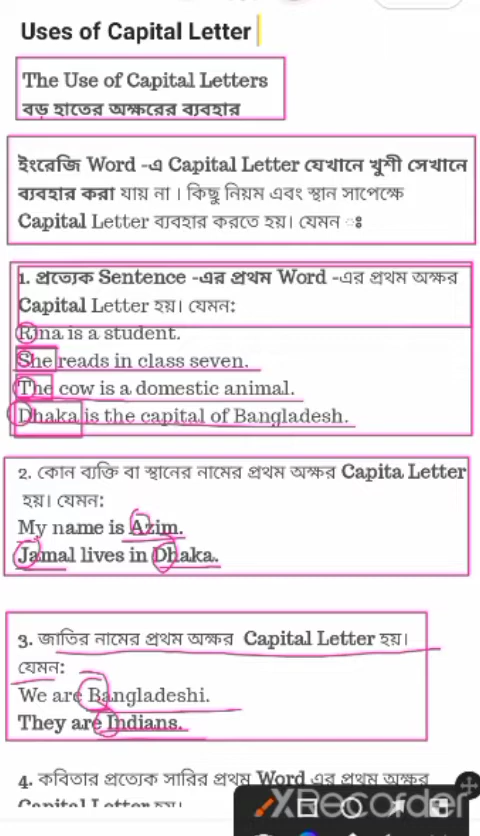 Uses of Capital Letter
The Use of Capital Letters
বড় হাতের অক্ষরের ব্যবহার
ইংরেজি Word -এ Capital Letter যেখানে খুশী সেখানে
ব্যবহার করা যায় না । কিছু নিয়ম এবং স্থান সাপেক্ষে
Capital Letter ব্যবহার করতে হয়। যেমন ঃ
1. প্রত্যেক Sentence -এর প্রথম Word -এর প্রথম অক্ষর
Capital Letter হয়। যেমন:
Rina is a student.
She reads in class seven.
The cow is a domestic animal.
Dhaka is the capital of Bangladesh.
2. কোন ব্যক্তি বা স্থানের নামের প্রথম অক্ষর Capita Letter
হয়। যেমন:
My name is Azim.
Jamal lives in Dhaka.
3. জাতির নামের প্রথম অক্ষর Capital Letter হয়।
যেমন:
We are Bangladeshi.
They are Indians.
4. কবিতার প্রত্যেক সারির প্রথম Word এর প্রথম অক্ষর
Capital Letter হয়।
XRecorder